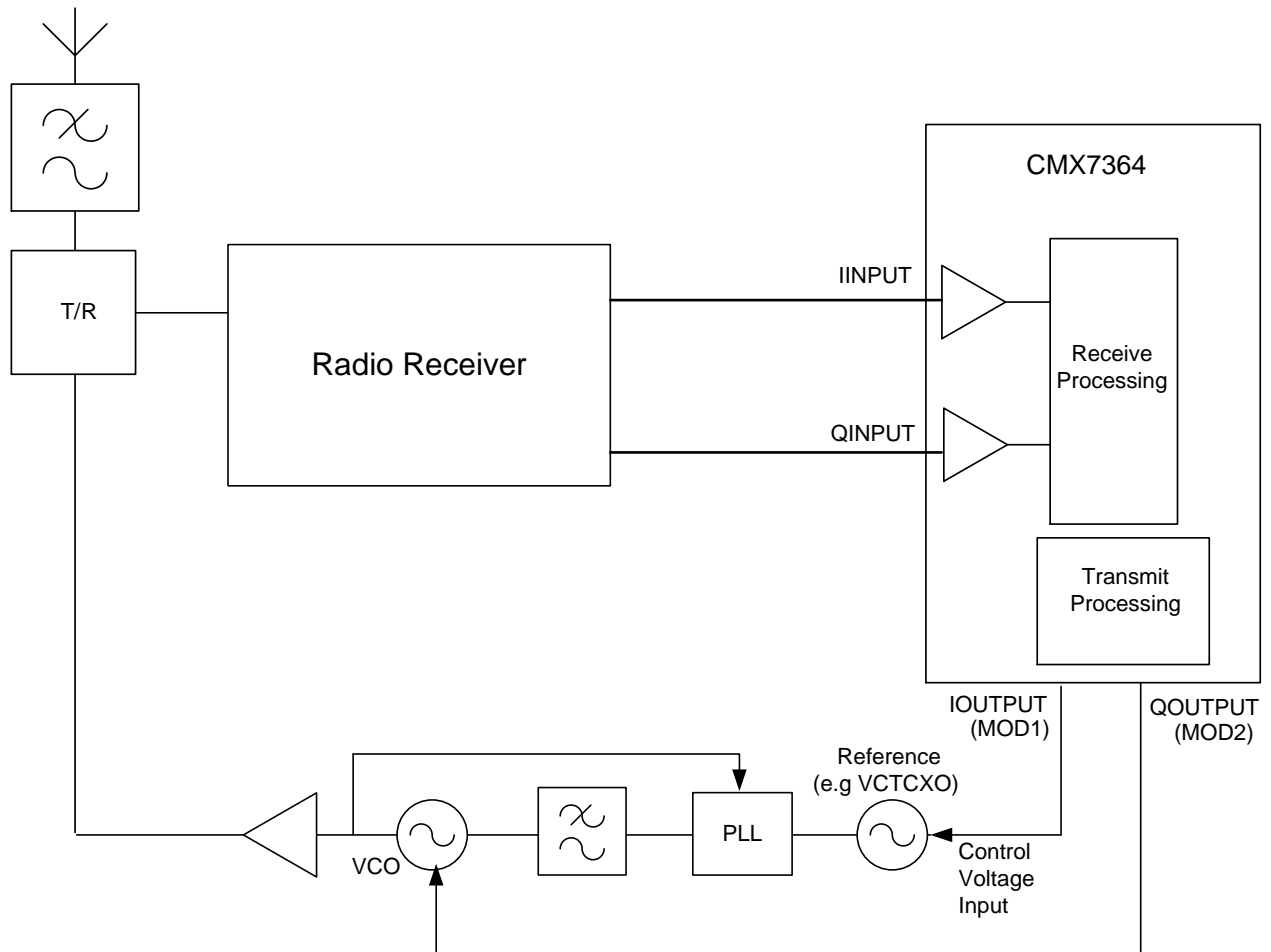 CMX7364
IINPUT
T/R
Radio Receiver
Receive
Processing
QINPUT
Transmit
Processing
IOUTPUT
(MOD1)
QOUTPUT
(MOD2)
Reference
(e.g VCTCXO)
PLL
VCO
Control
Voltage
Input